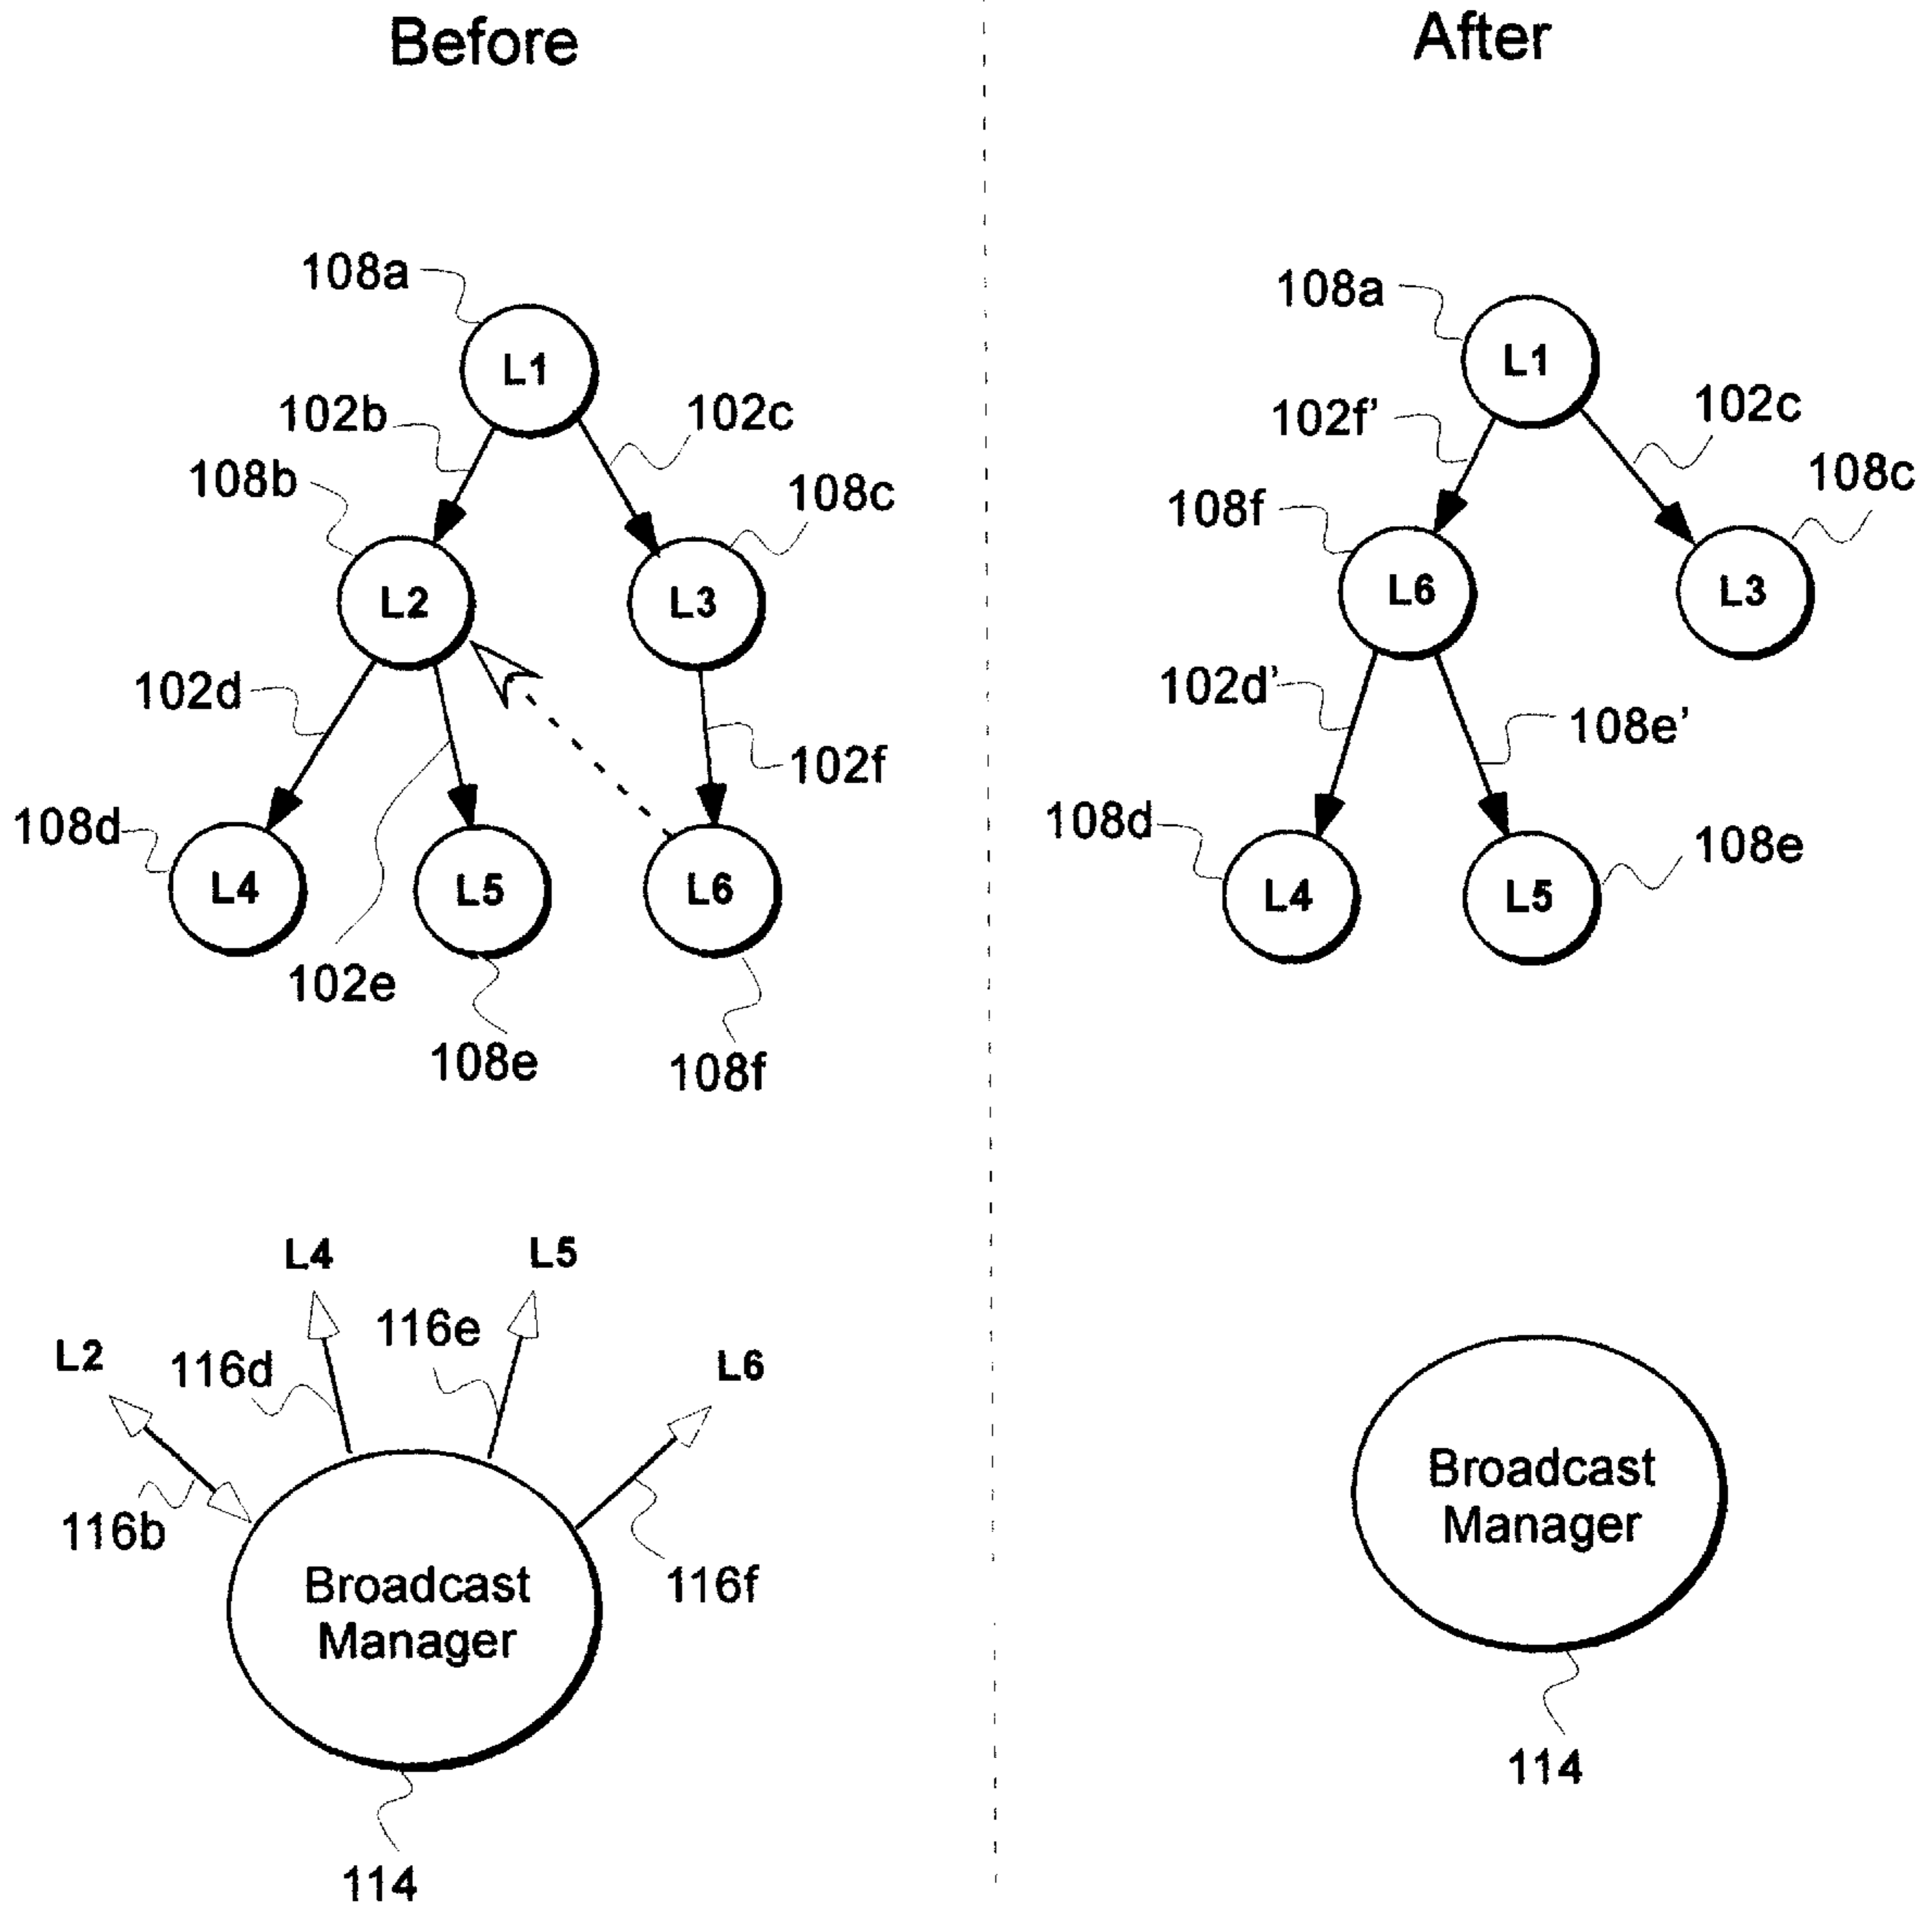 Before
After
108a
L1
102b
102c
108b
108c
L2
L3
102d
102f
108d
L4
L5
L6
102e
108e
108f
L4
L5
L2
116d
116e
L6
116b
116f
Broadcast
Manager
114
108a
L1
102f’
102c
108f
108c
L6
L3
102d’
108e’
108d
108e
L4
L5
Broadcast
Manager
114